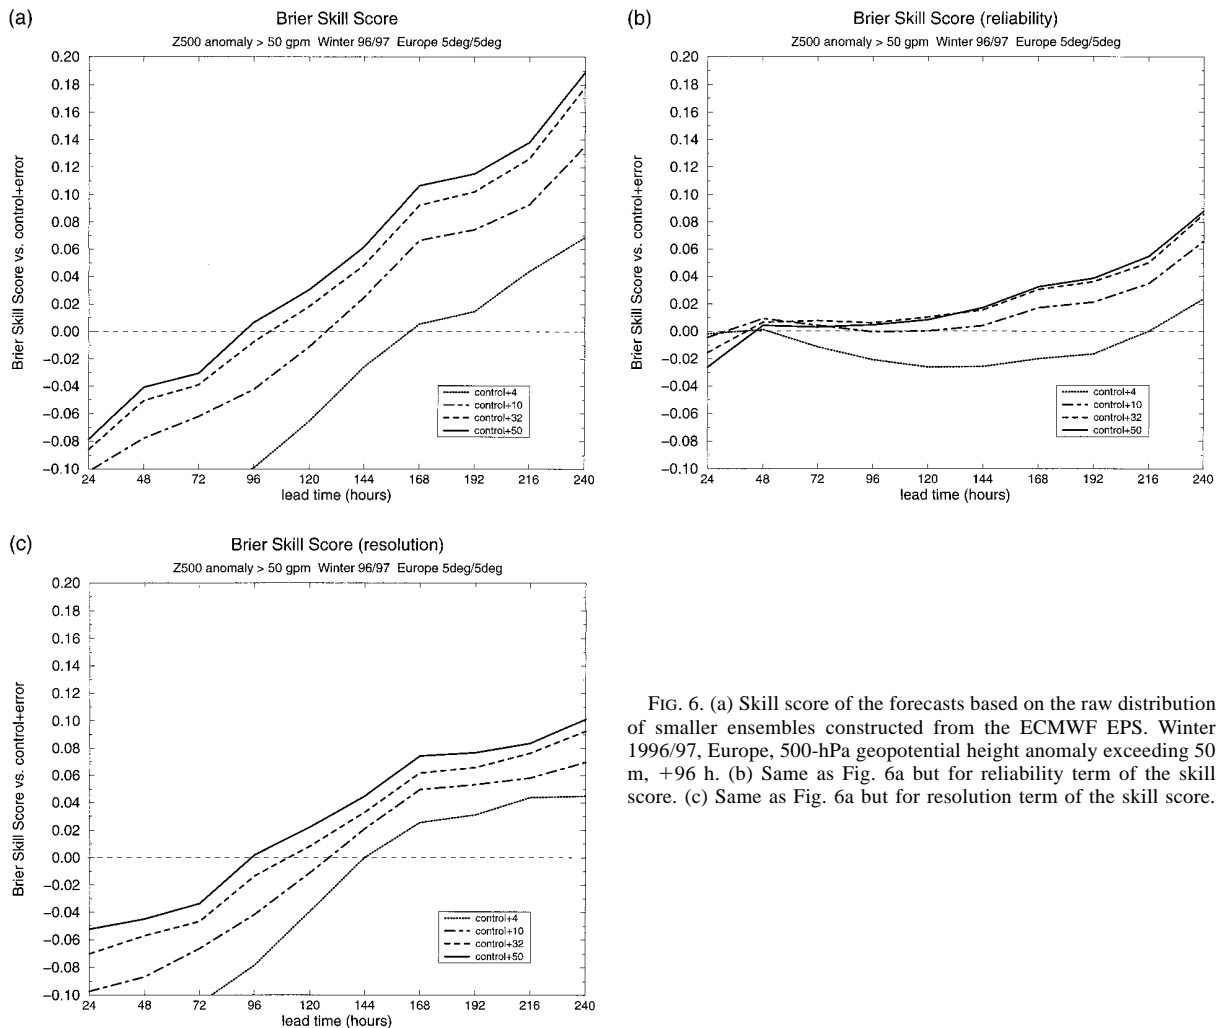 (a)
Brier Skill Score
Z500 anomaly > 50 gpm Winter 96/97 Europe 5deg/5deg
Brier Skill Score vs. control+error
0.20
0.18
0.16
0.14
0.12
0.10
0.08
0.06
0.04
0.02
0.00
−0.02
−0.04
−0.06
−0.08
−0.10
control+4
control+10
control+32
control+50
24 48 72 96 120 144 168 192 216 240
lead time (hours)
(b)
Brier Skill Score (reliability)
Z500 anomaly > 50 gpm Winter 96/97 Europe 5deg/5deg
Brier Skill Score vs. control+error
0.20
0.18
0.16
0.14
0.12
0.10
0.08
0.06
0.04
0.02
0.00
−0.02
−0.04
−0.06
−0.08
−0.10
control+4
control+10
control+32
control+50
24 48 72 96 120 144 168 192 216 240
lead time (hours)
(c)
Brier Skill Score (resolution)
Z500 anomaly > 50 gpm Winter 96/97 Europe 5deg/5deg
Brier Skill Score vs. control+error
0.20
0.18
0.16
0.14
0.12
0.10
0.08
0.06
0.04
0.02
0.00
−0.02
−0.04
−0.06
−0.08
−0.10
control+4
control+10
control+32
control+50
24 48 72 96 120 144 168 192 216 240
lead time (hours)
FIG. 6. (a) Skill score of the forecasts based on the raw distribution
of smaller ensembles constructed from the ECMWF EPS. Winter
1996/97, Europe, 500-hPa geopotential height anomaly exceeding 50
m, +96 h. (b) Same as Fig. 6a but for reliability term of the skill
score. (c) Same as Fig. 6a but for resolution term of the skill score.